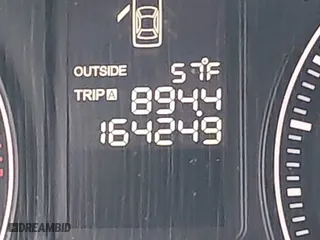 OUTSIDE 57°F
TRIP A 894.4
164249
DREAMBID